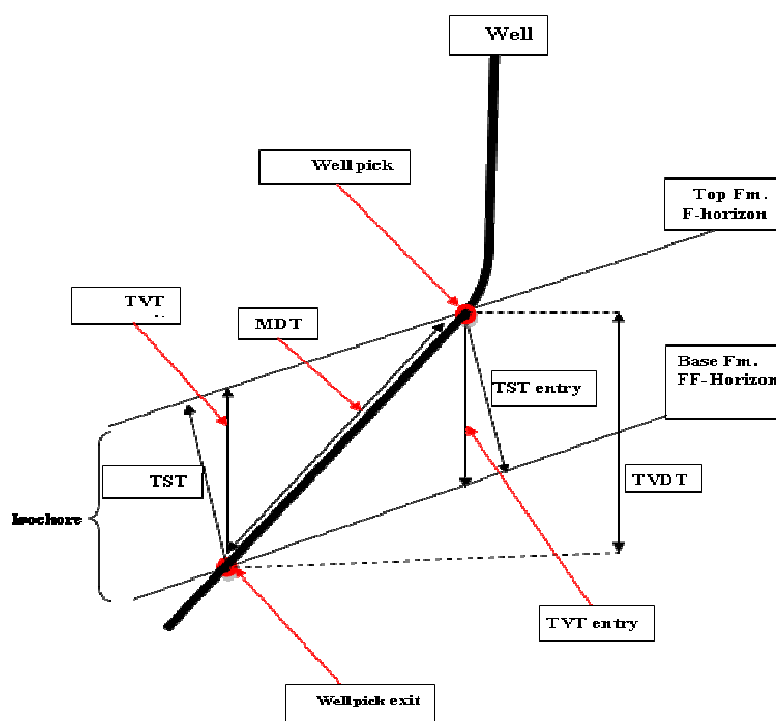 Well
Well pick
Top Fm.
F-horizon
TVT
..
MDT
Base Fm.
FF-Horizon
TST entry
TST
TVDT
Isochore
TVT entry
Wellpick exit